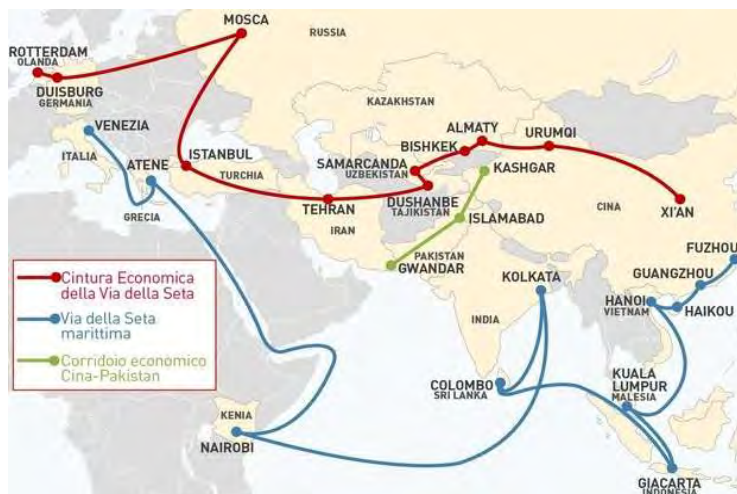 MOSCA
RUSSIA
ROTTERDAM
OLANDA
DUISBURG
GERMANIA
KAZAKHSTAN
VENEZIA
ALMATY
URUMQI
BISHKEK
ITALIA
ATENE
ISTANBUL
TURCHIA
SAMARCANDA
UZBEKISTAN
KASHGAR
GRECIA
TEHRAN
IRAN
DUSHANBE
TAJIKISTAN
ISLAMABAD
CINA
XI'AN
PAKISTAN
GWANDAR
FUZHOU
GUANGZHOU
KOLKATA
HANOI
VIETNAM
HAIKOU
INDIA
Cintura Economica
della Via della Seta
Via della Seta
marittima
Corridoio economico
Cina-Pakistan
COLOMBO
SRI LANKA
KUALA
LUMPUR
MALESIA
KENIA
NAIROBI
GIACARTA
INDONESIA